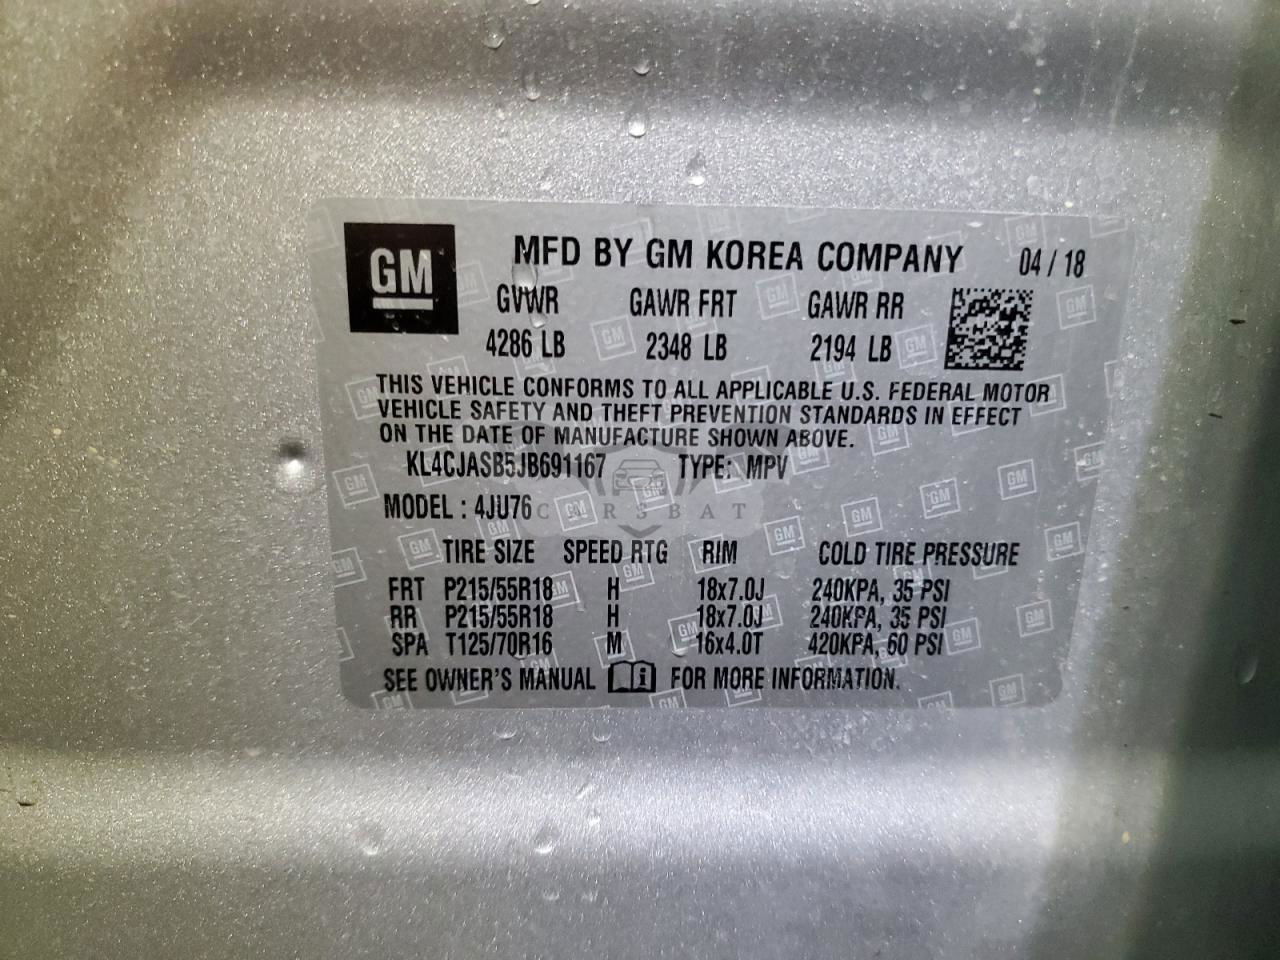 GM
MFD BY GM KOREA COMPANY 04 / 18
GVWR GAWR FRT GAWR RR
4286 LB 2348 LB 2194 LB
THIS VEHICLE CONFORMS TO ALL APPLICABLE U.S. FEDERAL MOTOR
VEHICLE SAFETY AND THEFT PREVENTION STANDARDS IN EFFECT
ON THE DATE OF MANUFACTURE SHOWN ABOVE.
KL4CJASB5JB691167 TYPE: MPV
MODEL : 4JU76
CARSBAT
TIRE SIZE SPEED RTG RIM COLD TIRE PRESSURE
FRT P215/55R18 H 18x7.0J 240KPA, 35 PSI
RR P215/55R18 H 18x7.0J 240KPA, 35 PSI
SPA T125/70R16 M 16x4.0T 420KPA, 60 PSI
SEE OWNER'S MANUAL FOR MORE INFORMATION.